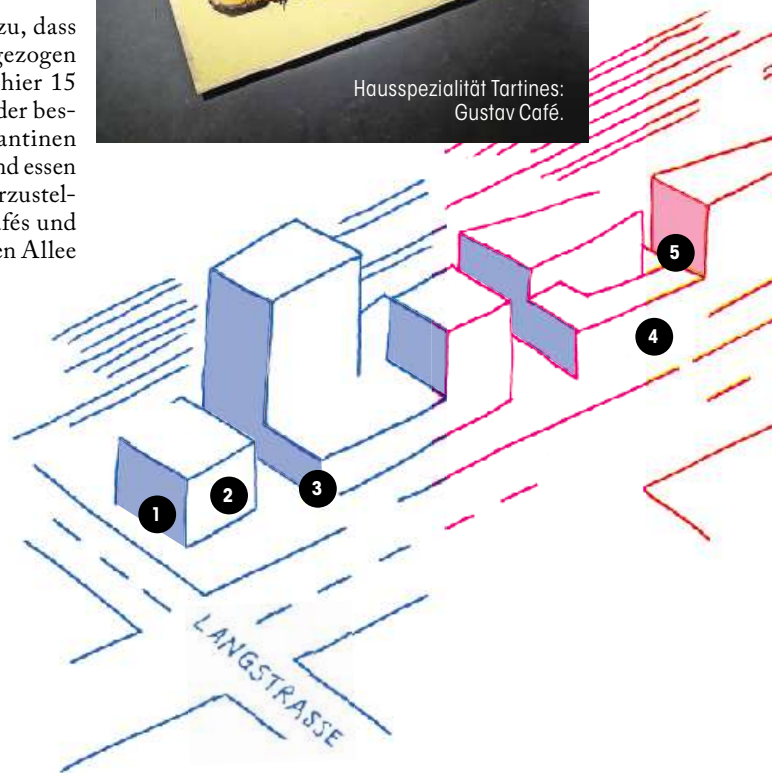 zu, dass
gezogen
hier 15
der bes-
antinen
nd essen
rzustel-
afés und
en Allee
Hausspezialität Tartines:
Gustav Café.
5
4
3
2
1
LANGSTRASSE